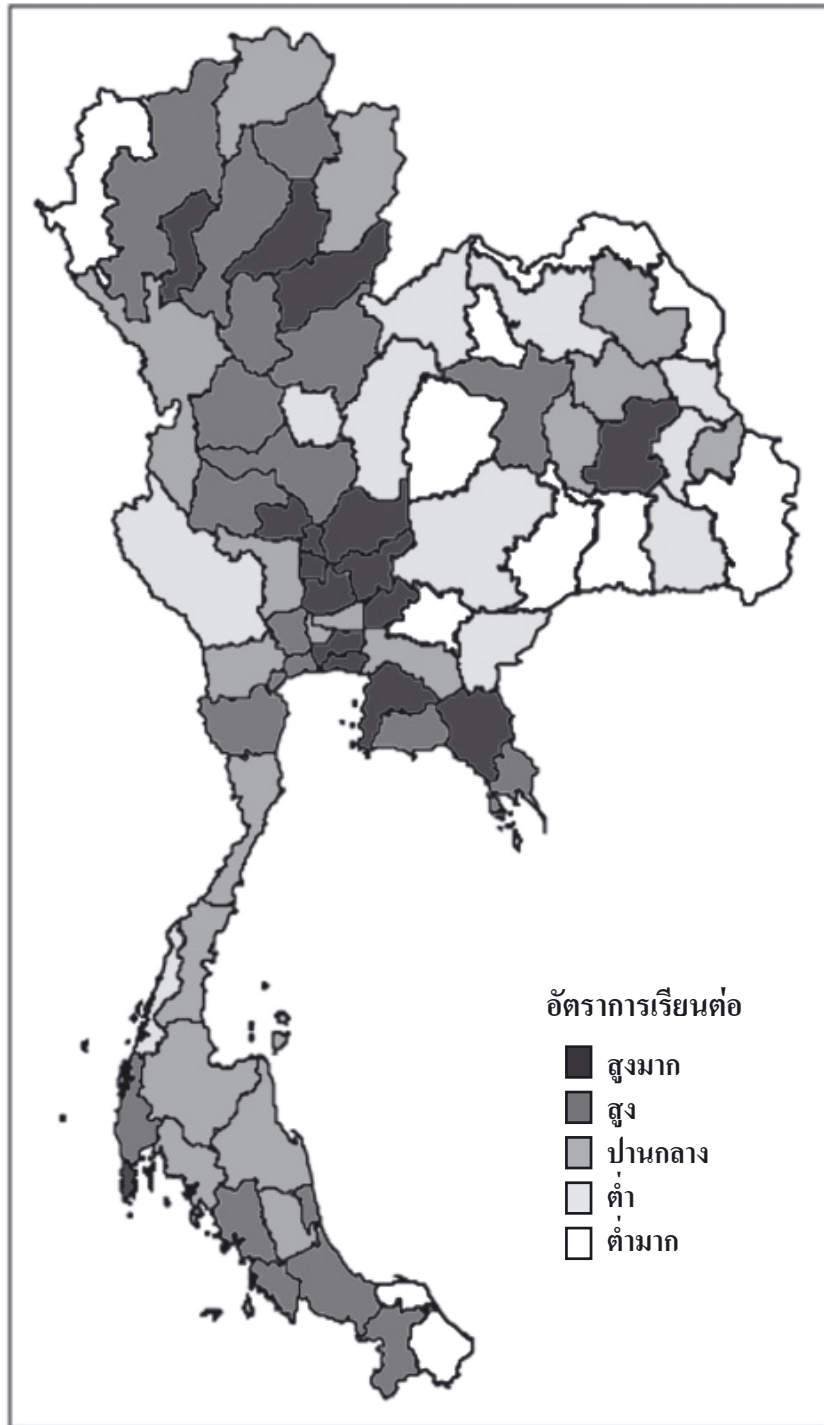 อัตราการเรียนต่อ
สูงมาก
สูง
ปานกลาง
ต่ำ
ต่ำมาก